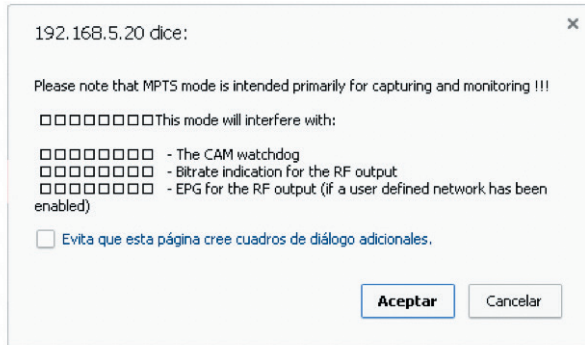 192.168.5.20 dice:
Please note that MPTS mode is intended primarily for capturing and monitoring !!!
□□□□□□□□This mode will interfere with:
□□□□□□□□ - The CAM watchdog
□□□□□□□□ - Bitrate indication for the RF output
□□□□□□□□ - EPG for the RF output (if a user defined network has been
enabled)
Evita que esta página cree cuadros de diálogo adicionales.
Aceptar Cancelar